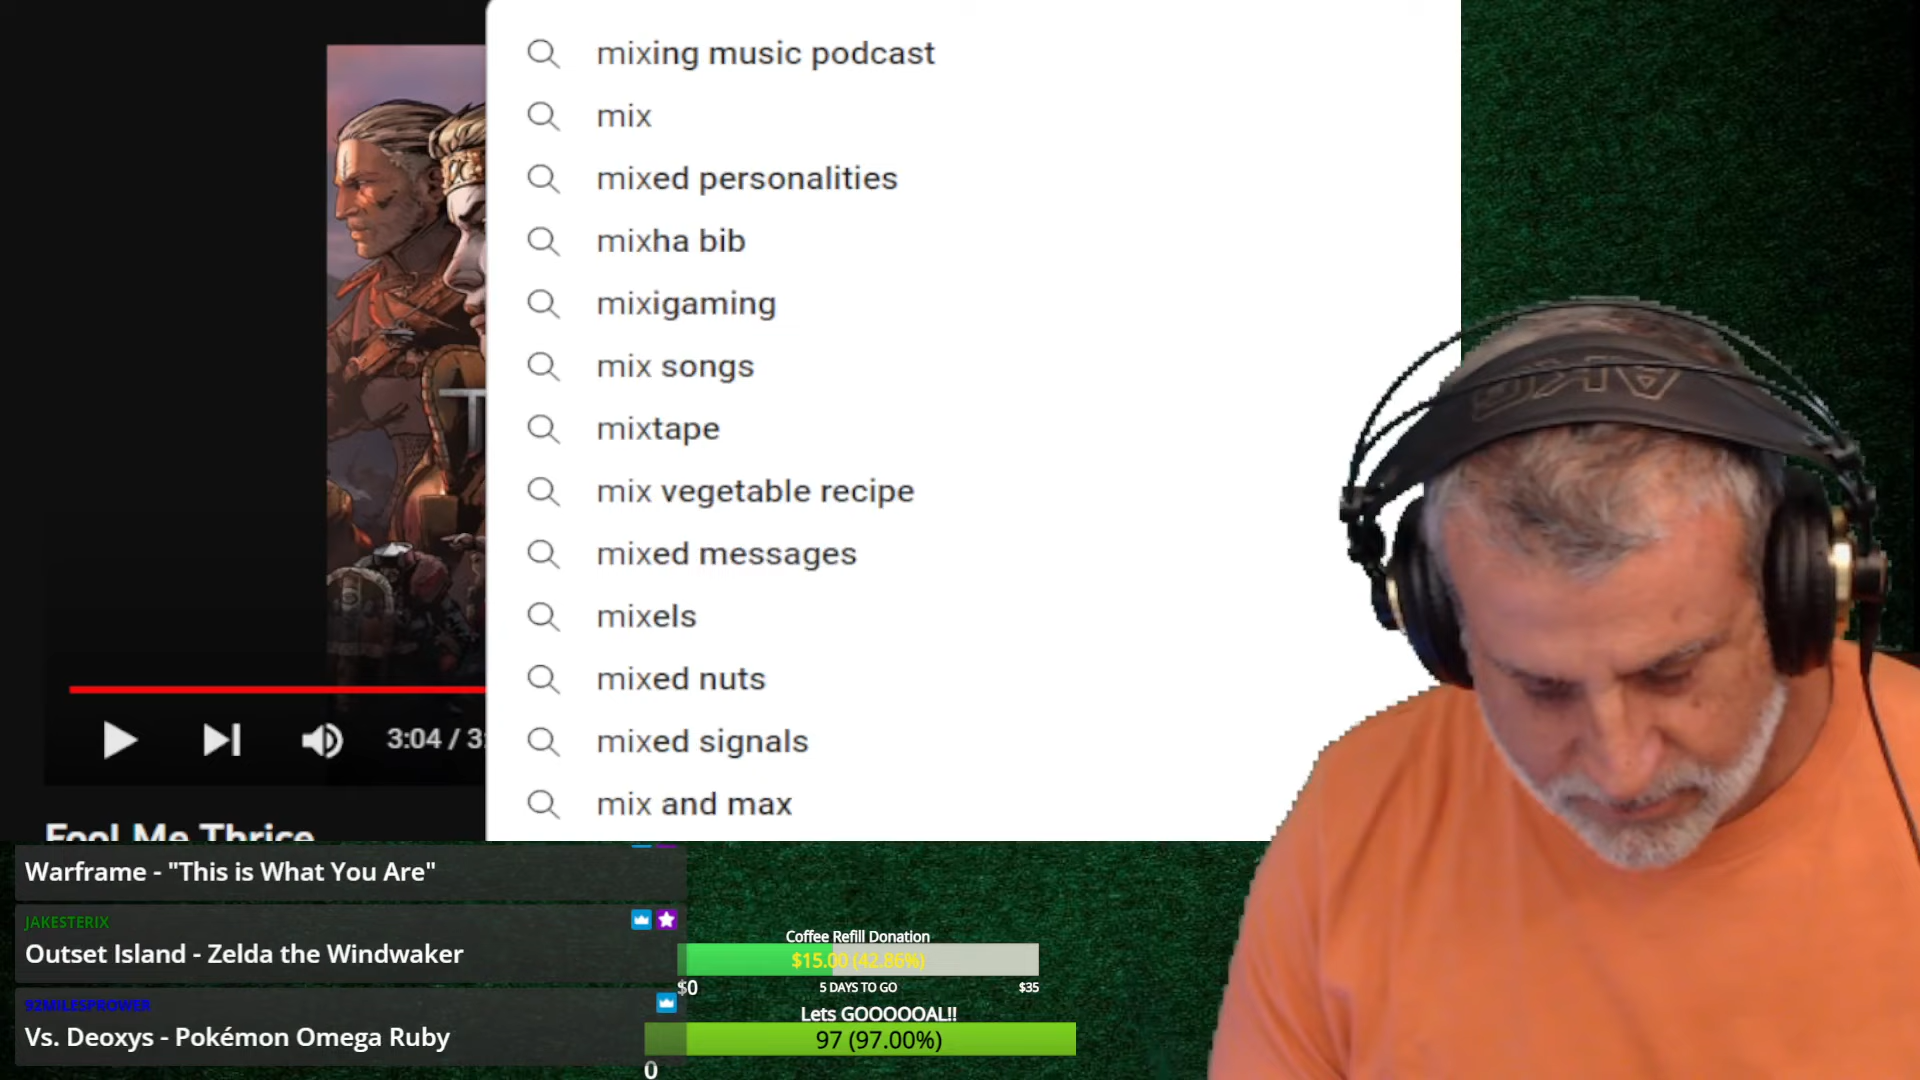 mixing music podcast
mix
mixed personalities
mixha bib
mixigaming
mix songs
mixtape
mix vegetable recipe
mixed messages
mixels
mixed nuts
mixed signals
mix and max
AKG
3:04 / 3:
Fool Me Thrice
Warframe - "This is What You Are"
JAKESTERIX
Outset Island - Zelda the Windwaker
92MILESPROWER
Vs. Deoxys - Pokémon Omega Ruby
Coffee Refill Donation
$15.00 (42.86%)
$0 5 DAYS TO GO $35
Lets GOOOOOAL!!
97 (97.00%)
0